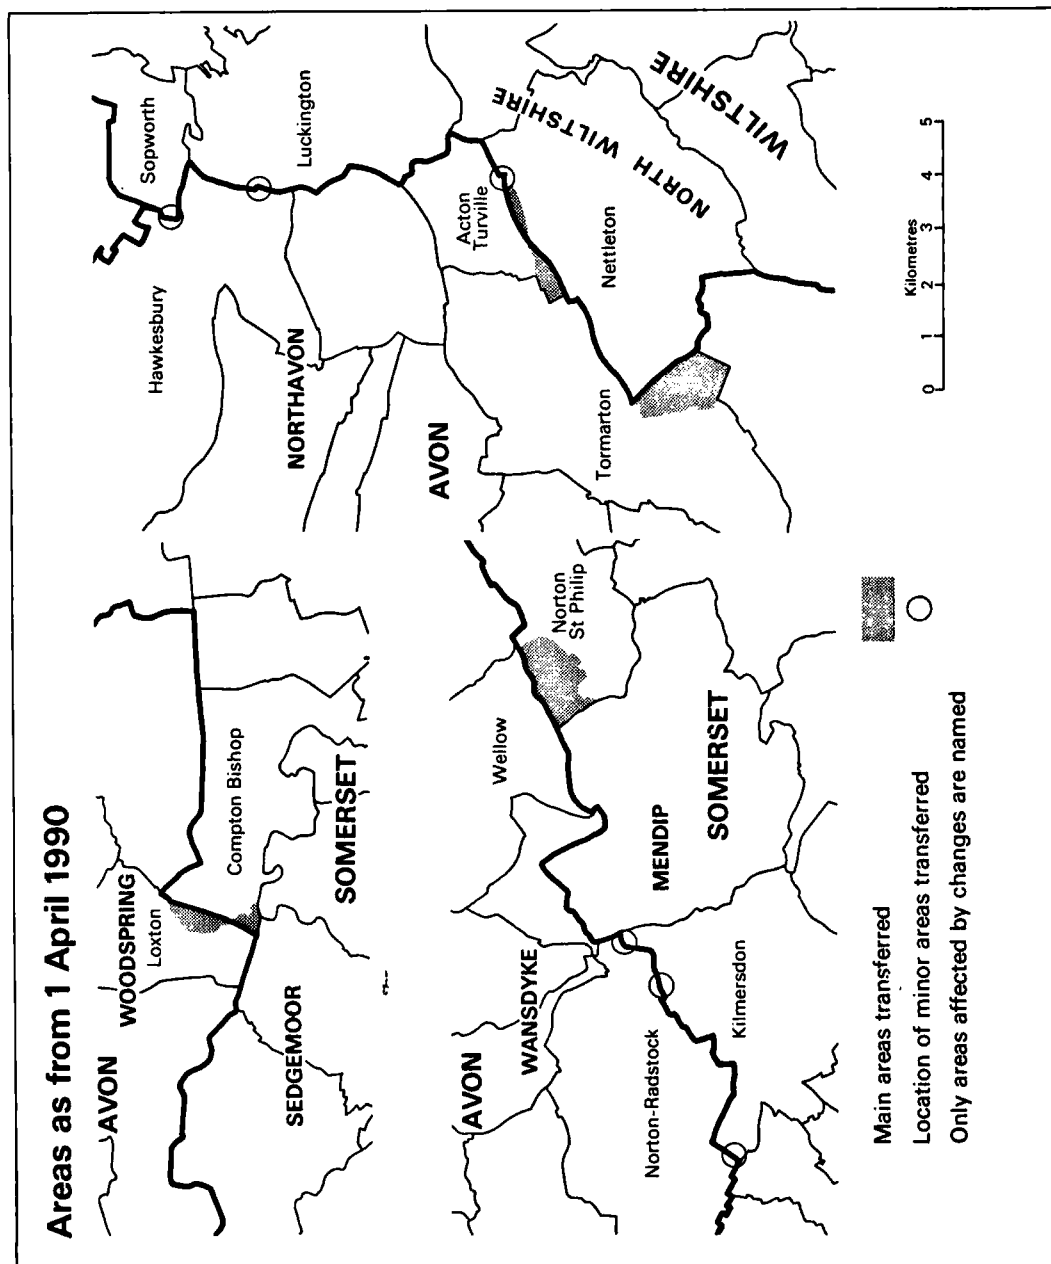 Areas as from 1 April 1990
AVON
WOODSPRING
Loxton
Compton Bishop
SEDGEMOOR
SOMERSET
AVON
WANSDYKE
Wellow
Norton
St Philip
Norton-Radstock
MENDIP
Kilmersdon
SOMERSET
Hawkesbury
Sopworth
NORTHAVON
Luckington
AVON
Acton
Turville
NORTH WILTSHIRE
Tormarton
Nettleton
WILTSHIRE
Kilometres
0 1 2 3 4 5
Main areas transferred
Location of minor areas transferred
Only areas affected by changes are named